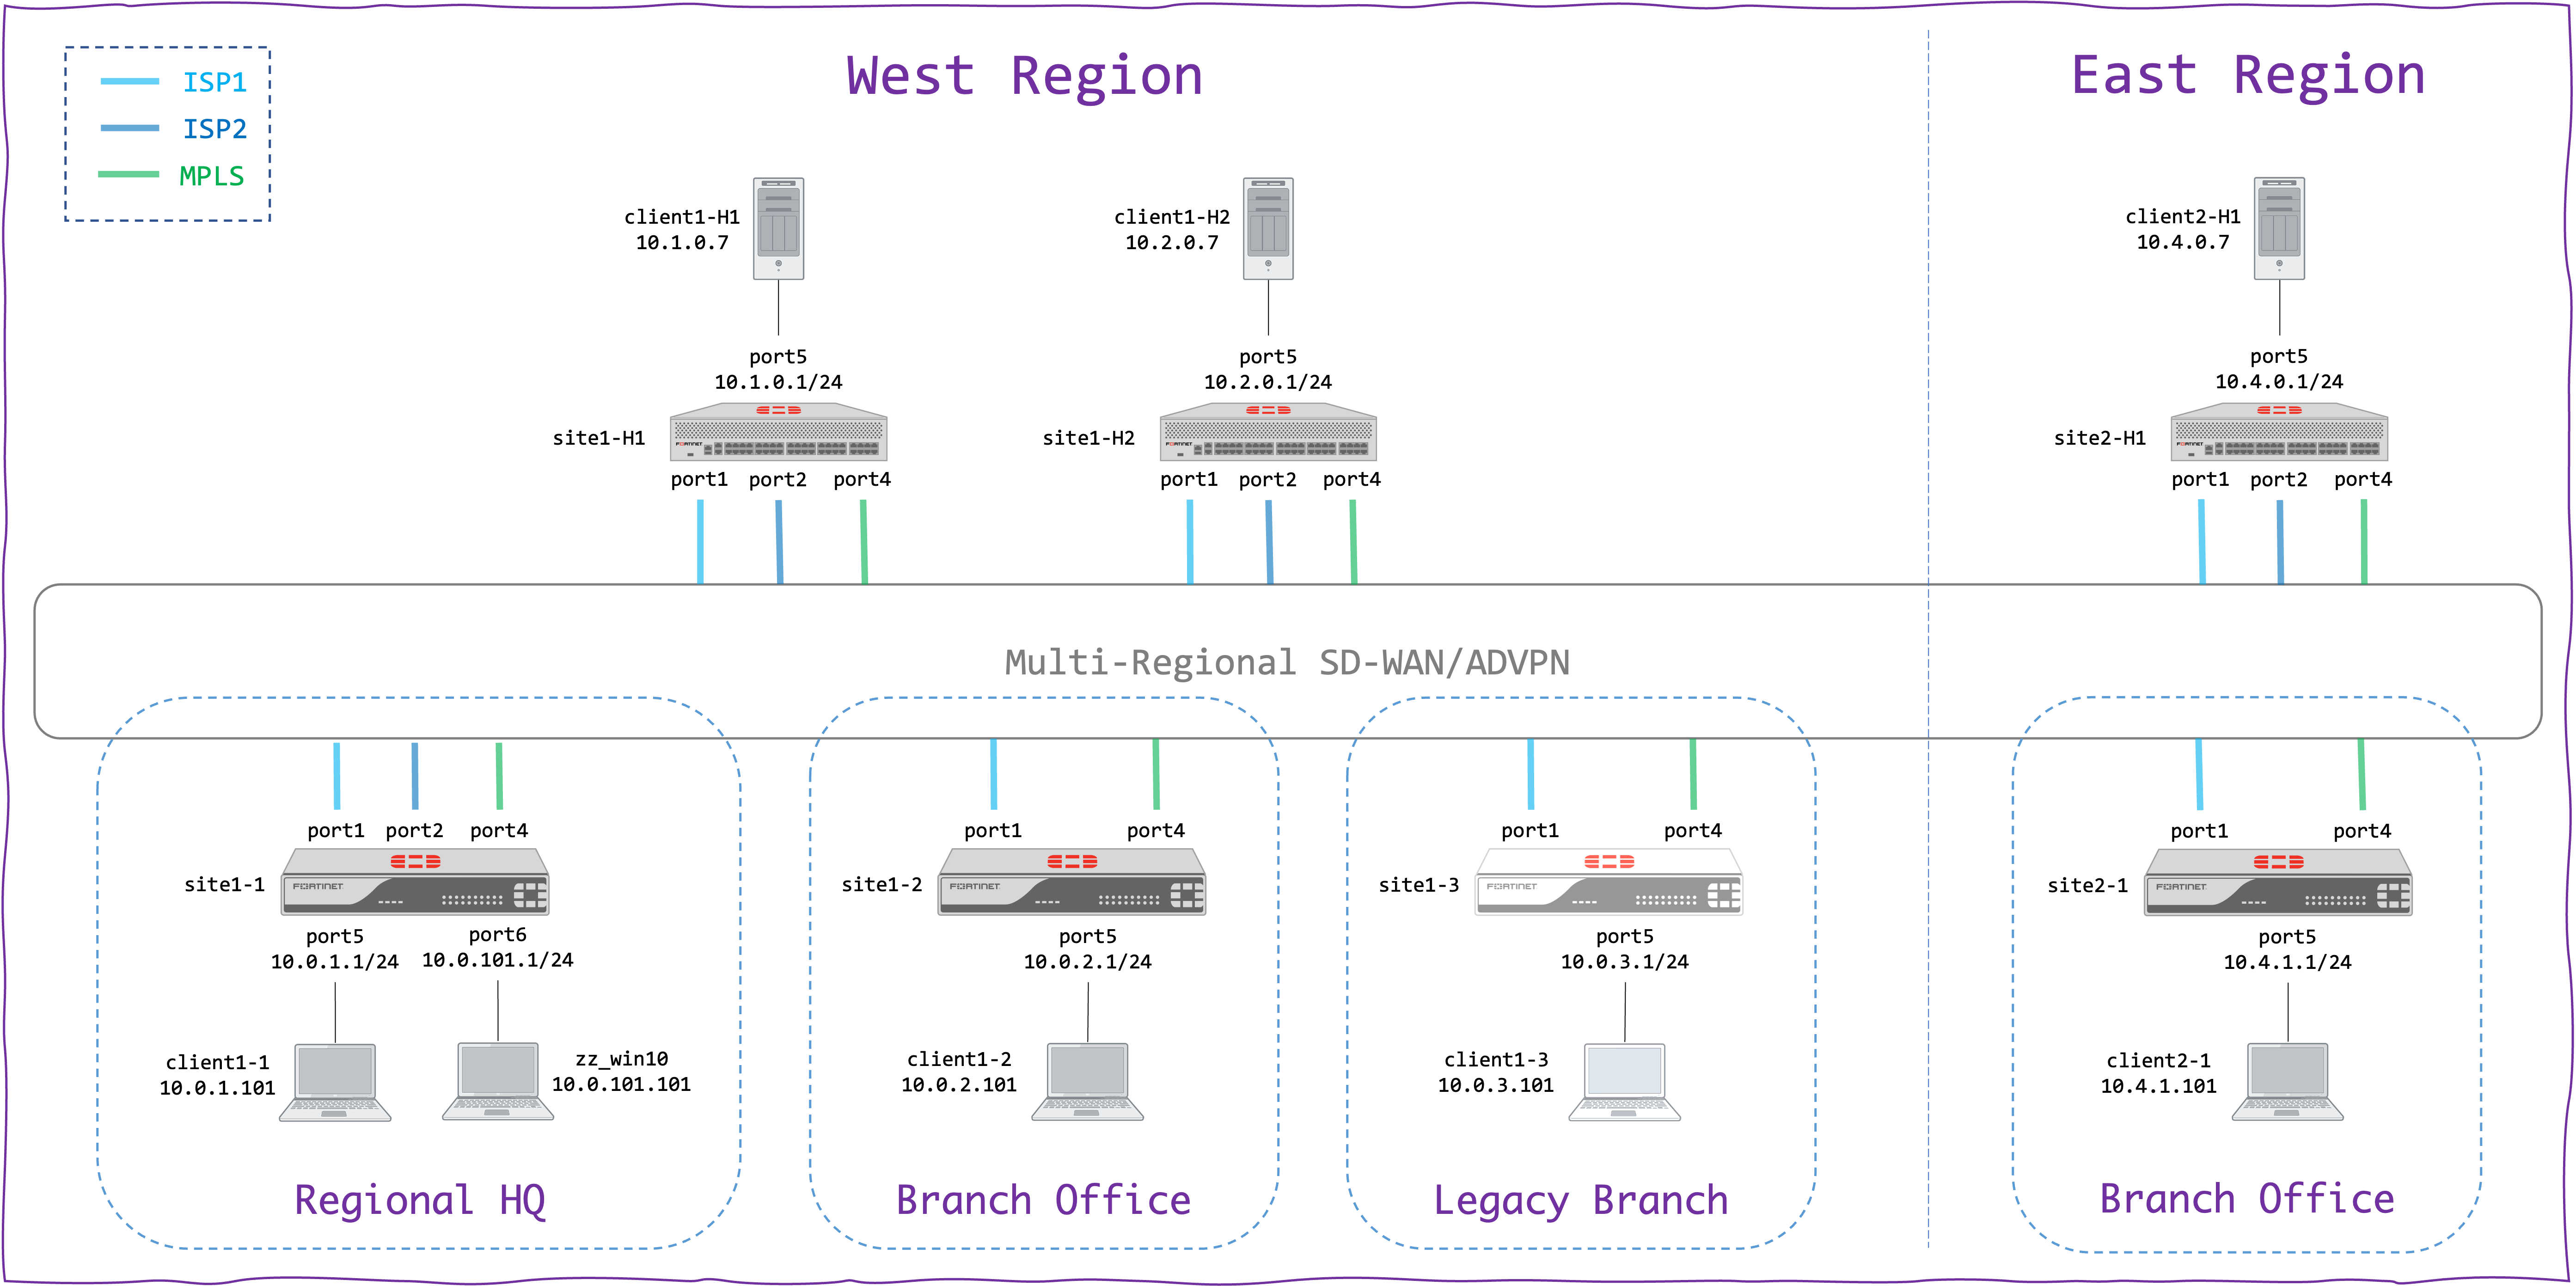 West Region
East Region
ISP1
ISP2
MPLS
client1-H1
10.1.0.7
client1-H2
10.2.0.7
client2-H1
10.4.0.7
port5
10.1.0.1/24
port5
10.2.0.1/24
port5
10.4.0.1/24
site1-H1
FORTINET
site1-H2
FORTINET
site2-H1
FORTINET
port1 port2 port4
port1 port2 port4
port1 port2 port4
Multi-Regional SD-WAN/ADVPN
port1 port2 port4
port1 port4
port1 port4
port1 port4
site1-1
FORTINET
site1-2
FORTINET
site1-3
FORTINET
site2-1
FORTINET
port5
10.0.1.1/24
port6
10.0.101.1/24
port5
10.0.2.1/24
port5
10.0.3.1/24
port5
10.4.1.1/24
client1-1
10.0.1.101
zz_win10
10.0.101.101
client1-2
10.0.2.101
client1-3
10.0.3.101
client2-1
10.4.1.101
Regional HQ
Branch Office
Legacy Branch
Branch Office